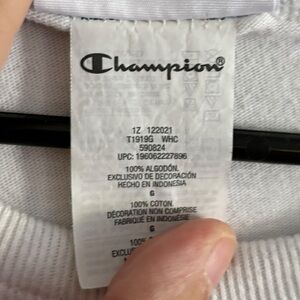 Champion®
1Z 122021
T1919G WHC
590824
UPC: 196062227896
100% ALGODÓN.
EXCLUSIVO DE DECORACIÓN
HECHO EN INDONESIA
G
100% COTON.
DÉCORATION NON COMPRISE
FABRIQUÉ EN INDONÉSIE
G